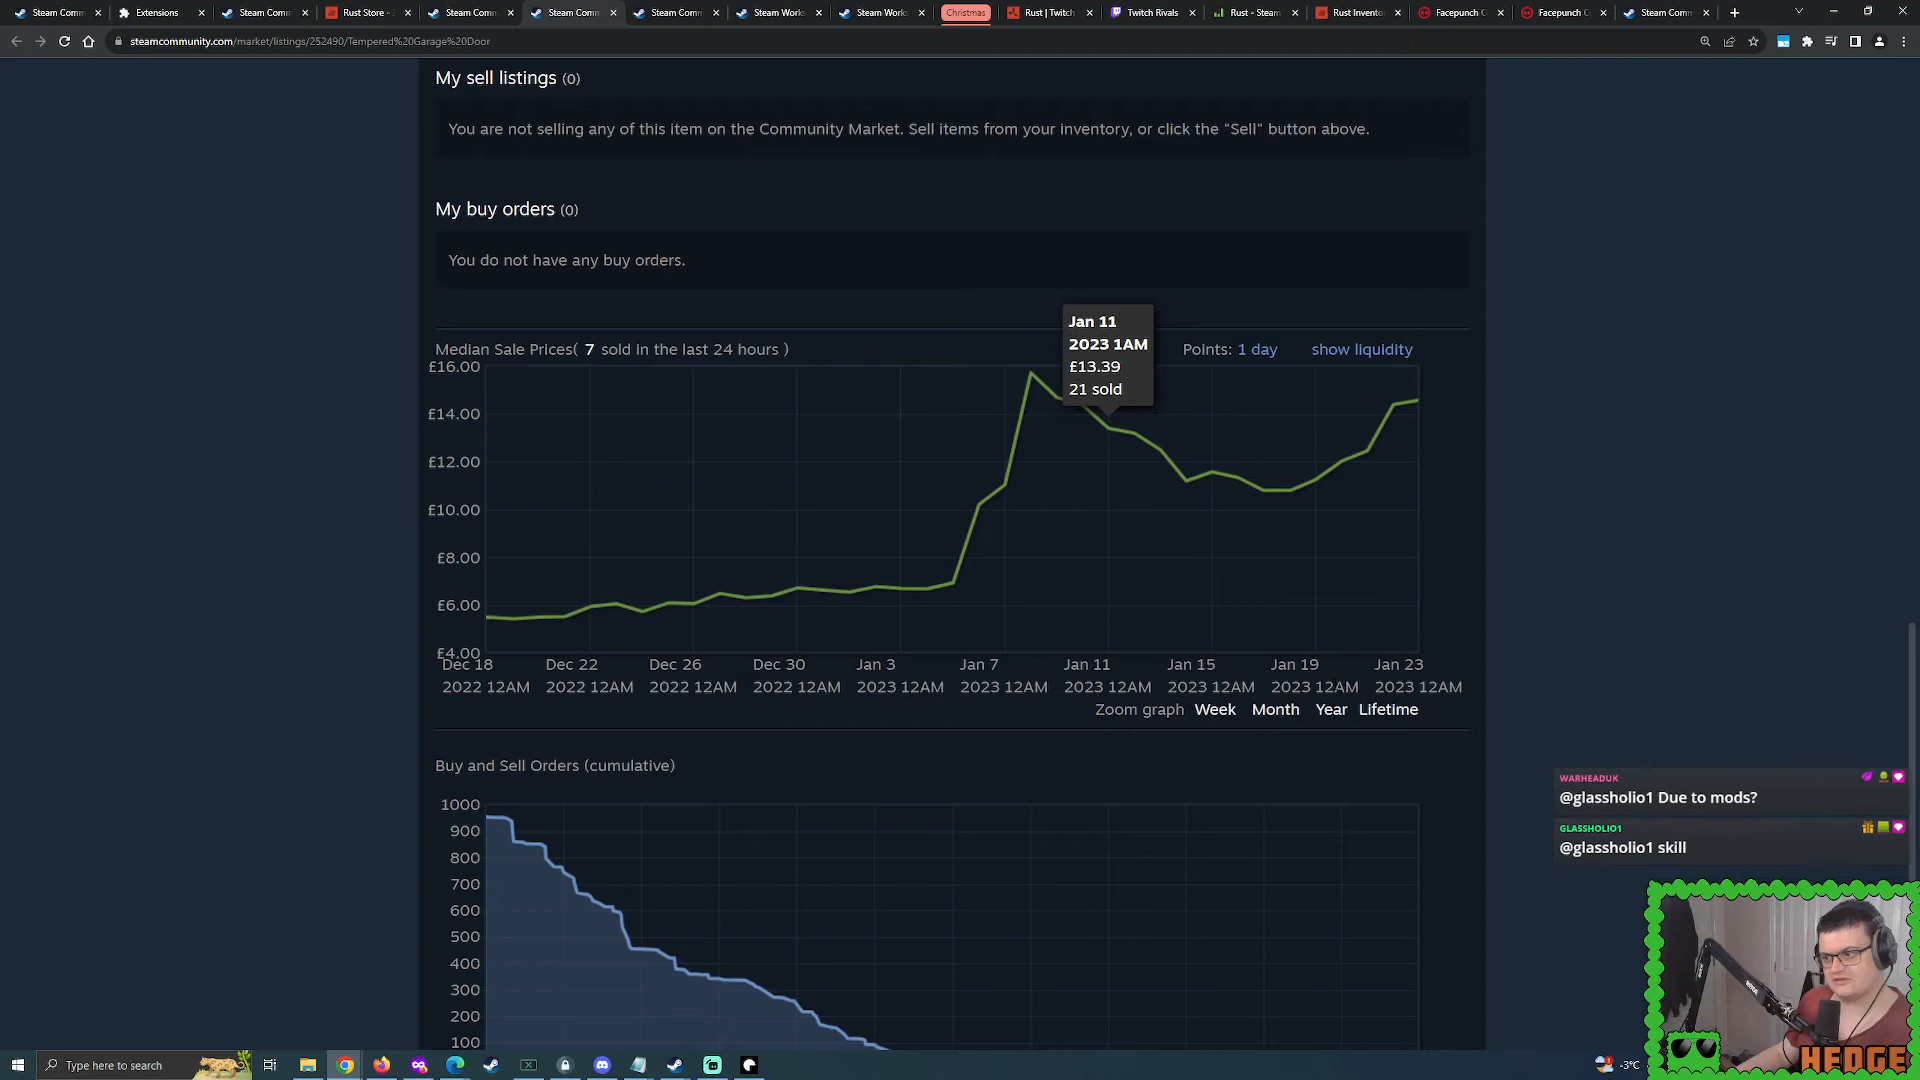 Steam Comm
Extensions
Steam Comm
Rust Store -
Steam Comm
Steam Comm
Steam Comm
Steam Works
Steam Works
Christmas
Rust | Twitch
Twitch Rivals
Rust - Steam
Rust Invento
Facepunch C
Facepunch C
Steam Comm
steamcommunity.com/market/listings/252490/Tempered%20Garage%20Door
My sell listings (0)
You are not selling any of this item on the Community Market. Sell items from your inventory, or click the "Sell" button above.
My buy orders (0)
You do not have any buy orders.
Jan 11
2023 1AM
£13.39
21 sold
Median Sale Prices( 7 sold in the last 24 hours )
Points: 1 day show liquidity
£16.00
£14.00
£12.00
£10.00
£8.00
£6.00
£4.00
Dec 18 Dec 22 Dec 26 Dec 30 Jan 3 Jan 7 Jan 11 Jan 15 Jan 19 Jan 23
2022 12AM 2022 12AM 2022 12AM 2022 12AM 2023 12AM 2023 12AM 2023 12AM 2023 12AM 2023 12AM 2023 12AM
Zoom graph Week Month Year Lifetime
Buy and Sell Orders (cumulative)
1000
900
800
700
600
500
400
300
200
100
WARHEADUK
@glassholio1 Due to mods?
GLASSHOLIO1
@glassholio1 skill
HEDGE
Type here to search
-3°C